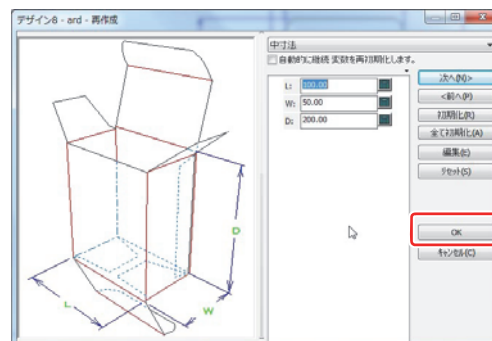 デザイン6 - ard - 再作成
中寸法
自動的に継続 変数を再初期化します。
L: 100.00
W: 50.00
D: 200.00
次へ(N)>
<前へ(P)
初期化(R)
全て初期化(A)
編集(E)
リセット(S)
OK
キャンセル(C)
D
L
W